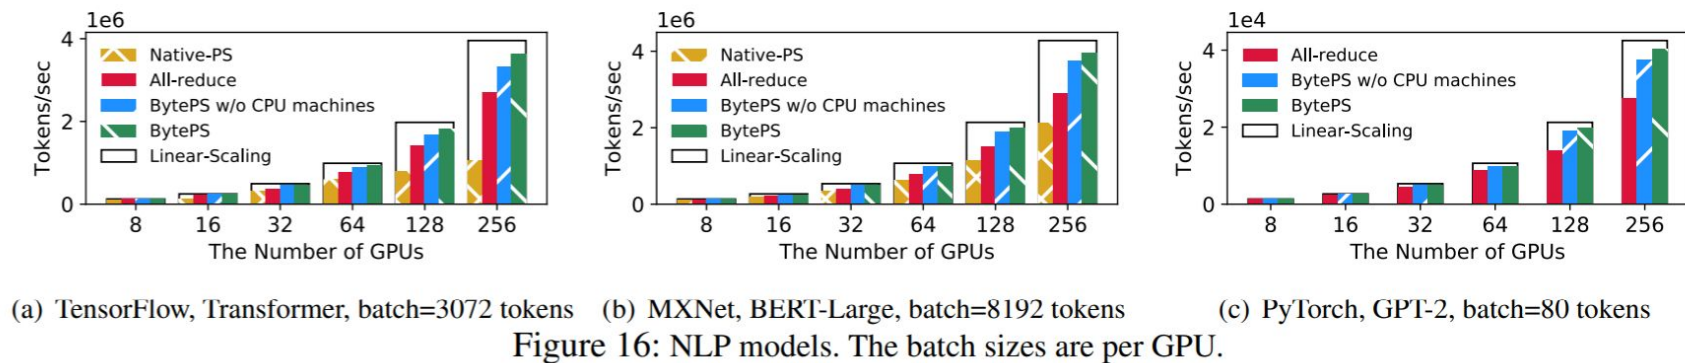 1e6
Tokens/sec
4
2
0
Native-PS
All-reduce
BytePS w/o CPU machines
BytePS
Linear-Scaling
8 16 32 64 128 256
The Number of GPUs
(a) TensorFlow, Transformer, batch=3072 tokens
1e6
Tokens/sec
4
2
0
Native-PS
All-reduce
BytePS w/o CPU machines
BytePS
Linear-Scaling
8 16 32 64 128 256
The Number of GPUs
(b) MXNet, BERT-Large, batch=8192 tokens
1e4
Tokens/sec
4
2
0
All-reduce
BytePS w/o CPU machines
BytePS
Linear-Scaling
8 16 32 64 128 256
The Number of GPUs
(c) PyTorch, GPT-2, batch=80 tokens
Figure 16: NLP models. The batch sizes are per GPU.